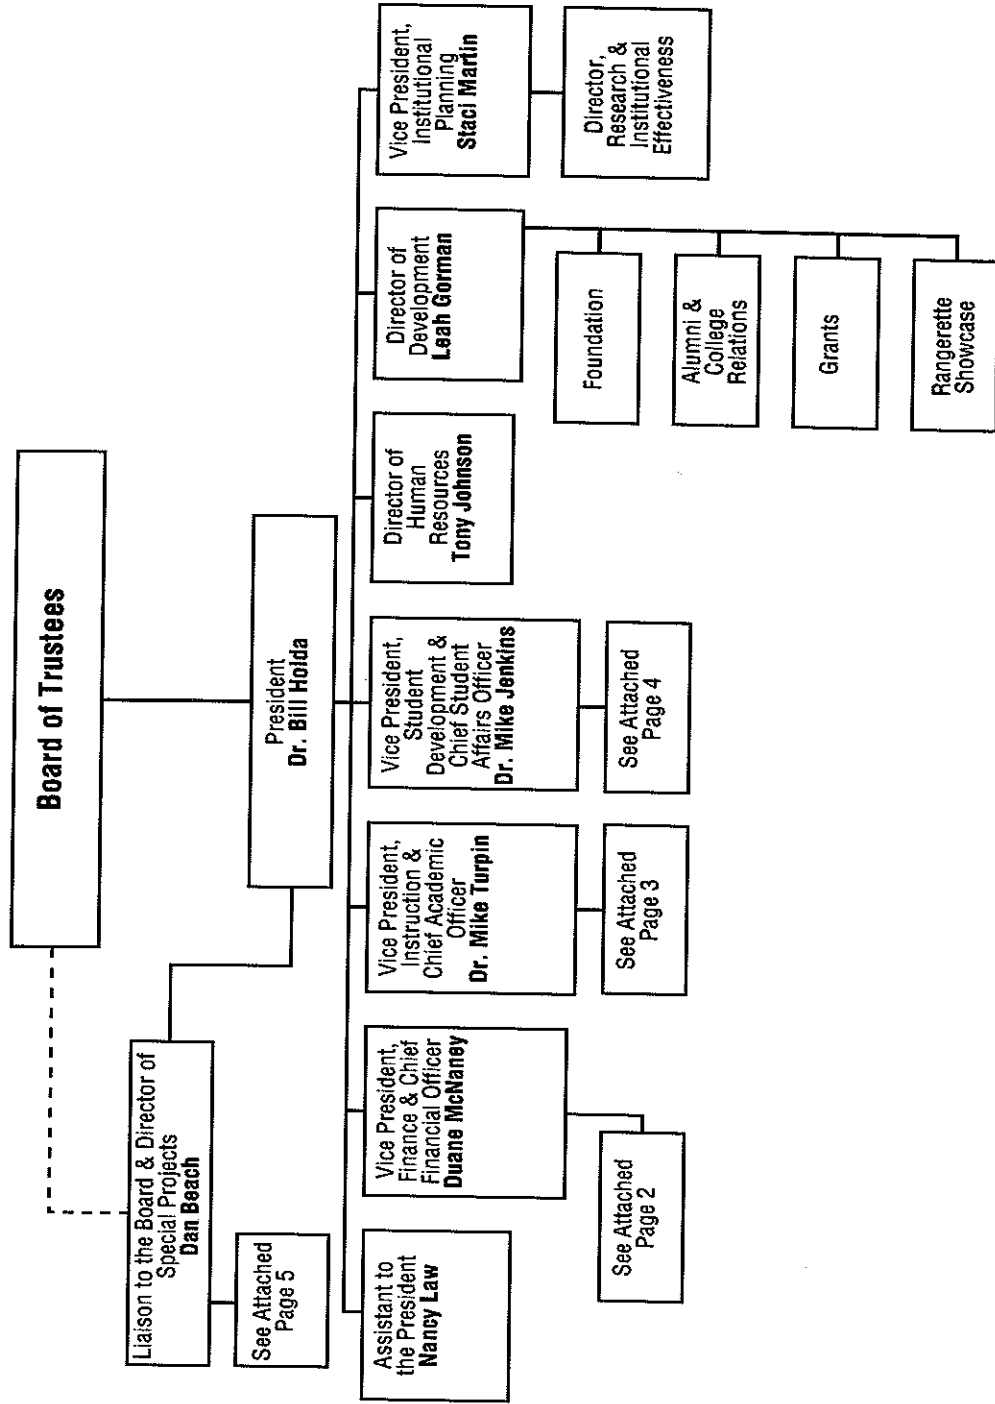 Board of Trustees
Liaison to the Board & Director of
Special Projects
Dan Beach
See Attached
Page 5
President
Dr. Bill Holda
Assistant to
the President
Nancy Law
Vice President,
Finance & Chief
Financial Officer
Duane McNaney
See Attached
Page 2
Vice President,
Instruction &
Chief Academic
Officer
Dr. Mike Turpin
See Attached
Page 3
Vice President,
Student
Development &
Chief Student
Affairs Officer
Dr. Mike Jenkins
See Attached
Page 4
Director of
Human
Resources
Tony Johnson
Director of
Development
Leah Gorman
Foundation
Alumni &
College
Relations
Grants
Rangerette
Showcase
Vice President,
Institutional
Planning
Staci Martin
Director,
Research &
Institutional
Effectiveness